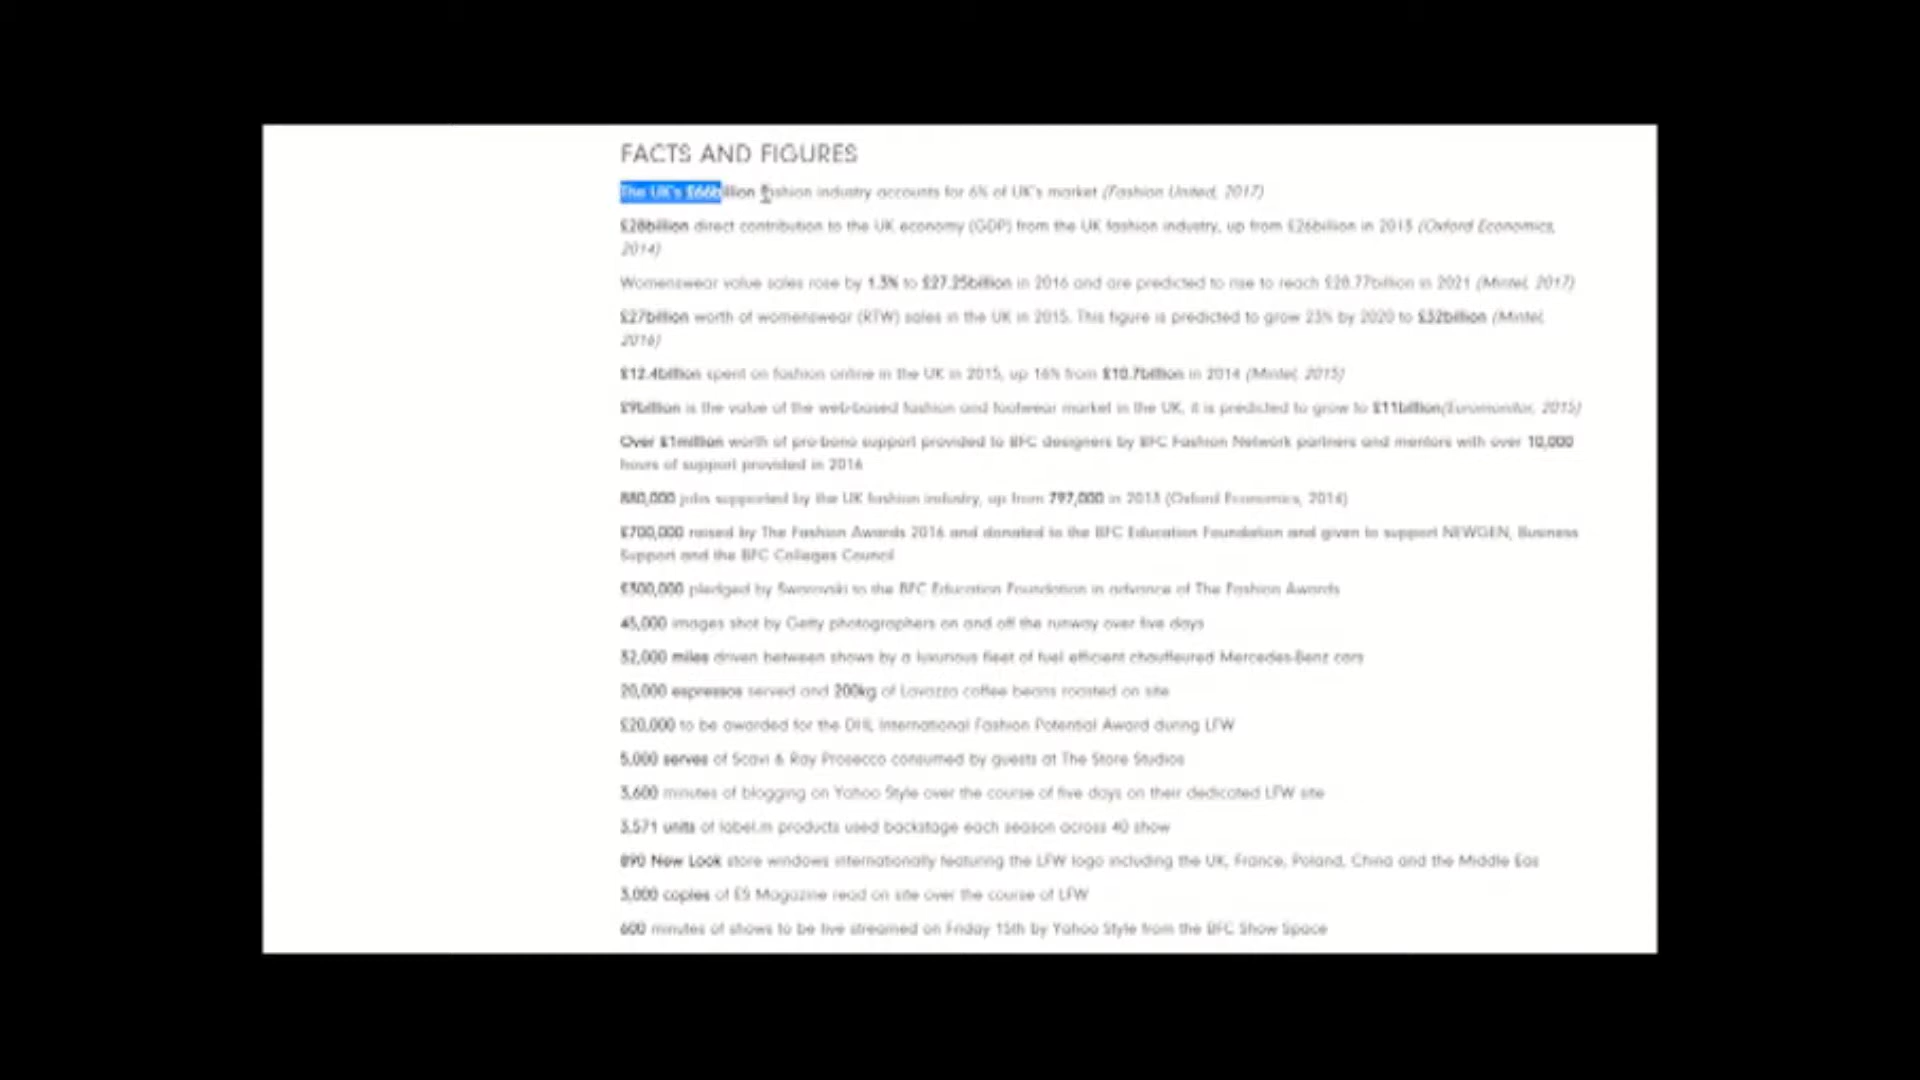 FACTS AND FIGURES
The UK's £66billion fashion industry accounts for 6% of UK's market (Fashion United, 2017)
£28billion direct contribution to the UK economy (GDP) from the UK fashion industry, up from £26billion in 2013 (Oxford Economics,
2014)
Womenswear value sales rose by 1.3% to £27.25billion in 2016 and are predicted to rise to reach £28.77billion in 2021 (Mintel, 2017)
£27billion worth of womenswear (RTW) sales in the UK in 2015. This figure is predicted to grow 23% by 2020 to £32billion (Mintel,
2016)
£12.4billion spent on fashion online in the UK in 2015, up 16% from £10.7billion in 2014 (Mintel, 2015)
£9billion is the value of the web-based fashion and footwear market in the UK, it is predicted to grow to £11billion(Euromonitor, 2015)
Over £1million worth of pro-bono support provided to BFC designers by BFC Fashion Network partners and mentors with over 10,000
hours of support provided in 2016
880,000 jobs supported by the UK fashion industry, up from 797,000 in 2013 (Oxford Economics, 2014)
£700,000 raised by The Fashion Awards 2016 and donated to the BFC Education Foundation and given to support NEWGEN, Business
Support and the BFC Colleges Council
£300,000 pledged by Swarovski to the BFC Education Foundation in advance of The Fashion Awards
45,000 images shot by Getty photographers on and off the runway over five days
32,000 miles driven between shows by a luxurious fleet of fuel efficient chauffeured Mercedes-Benz cars
20,000 espressos served and 200kg of Lavazza coffee beans roasted on site
£20,000 to be awarded for the DHL International Fashion Potential Award during LFW
5,000 serves of Scavi & Ray Prosecco consumed by guests at The Store Studios
3,600 minutes of blogging on Yahoo Style over the course of five days on their dedicated LFW site
3,571 units of label.m products used backstage each season across 40 show
890 New Look store windows internationally featuring the LFW logo including the UK, France, Poland, China and the Middle Eas
3,000 copies of ES Magazine read on site over the course of LFW
600 minutes of shows to be live streamed on Friday 15th by Yahoo Style from the BFC Show Space